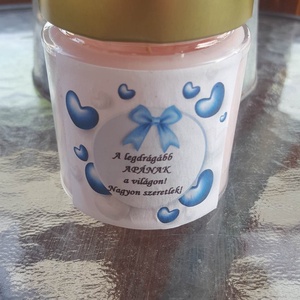 A legdrágább
APÁNAK
a világon!
Nagyon szeretlek!